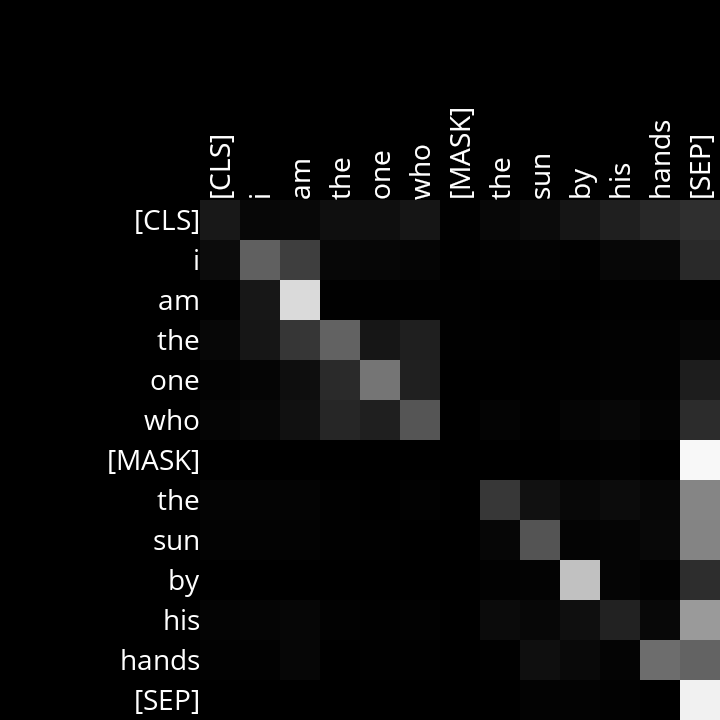 [CLS] i am the one who [MASK] the sun by his hands [SEP]
[CLS]
i
am
the
one
who
[MASK]
the
sun
by
his
hands
[SEP]